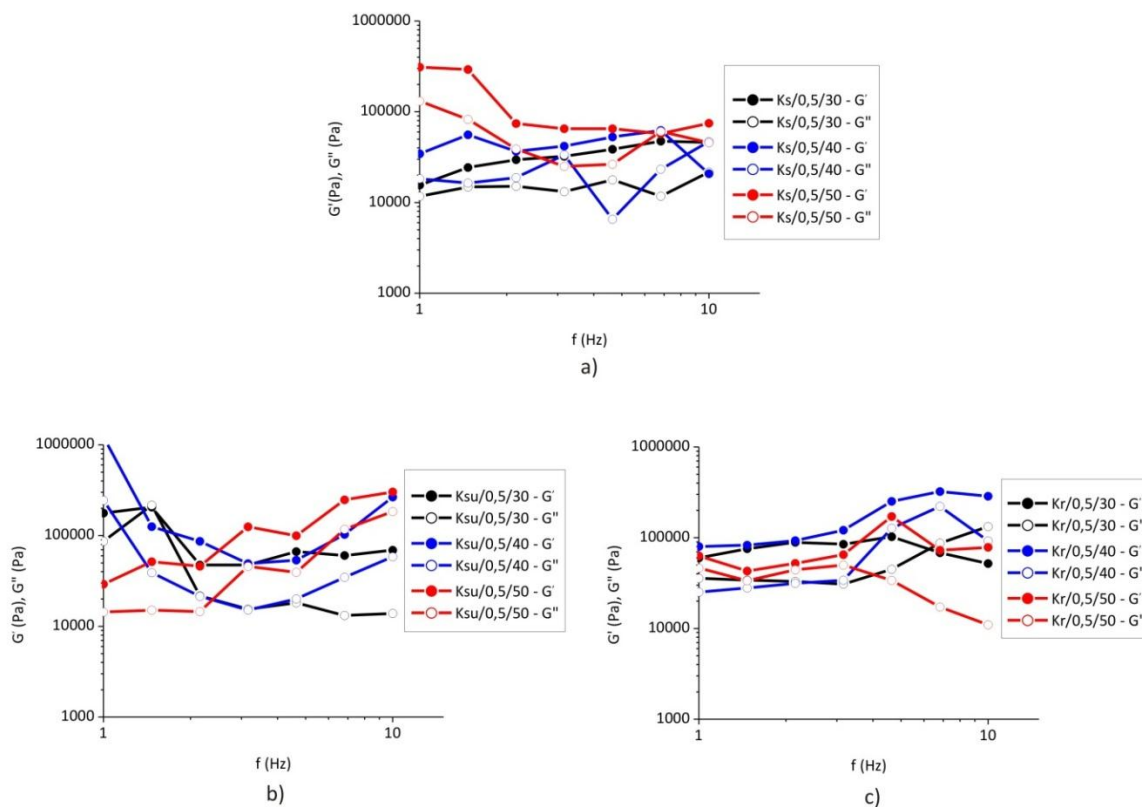 1000000
100000
10000
1000
G'(Pa), G" (Pa)
1
10
f (Hz)
Ks/0,5/30 - G'
Ks/0,5/30 - G"
Ks/0,5/40 - G'
Ks/0,5/40 - G"
Ks/0,5/50 - G'
Ks/0,5/50 - G"
a)
1000000
100000
10000
1000
G' (Pa), G" (Pa)
1
10
f (Hz)
Ksu/0,5/30 - G'
Ksu/0,5/30 - G"
Ksu/0,5/40 - G'
Ksu/0,5/40 - G"
Ksu/0,5/50 - G'
Ksu/0,5/50 - G"
b)
1000000
100000
10000
1000
G' (Pa), G" (Pa)
1
10
f (Hz)
Kr/0,5/30 - G'
Kr/0,5/30 - G"
Kr/0,5/40 - G'
Kr/0,5/40 - G"
Kr/0,5/50 - G'
Kr/0,5/50 - G"
c)